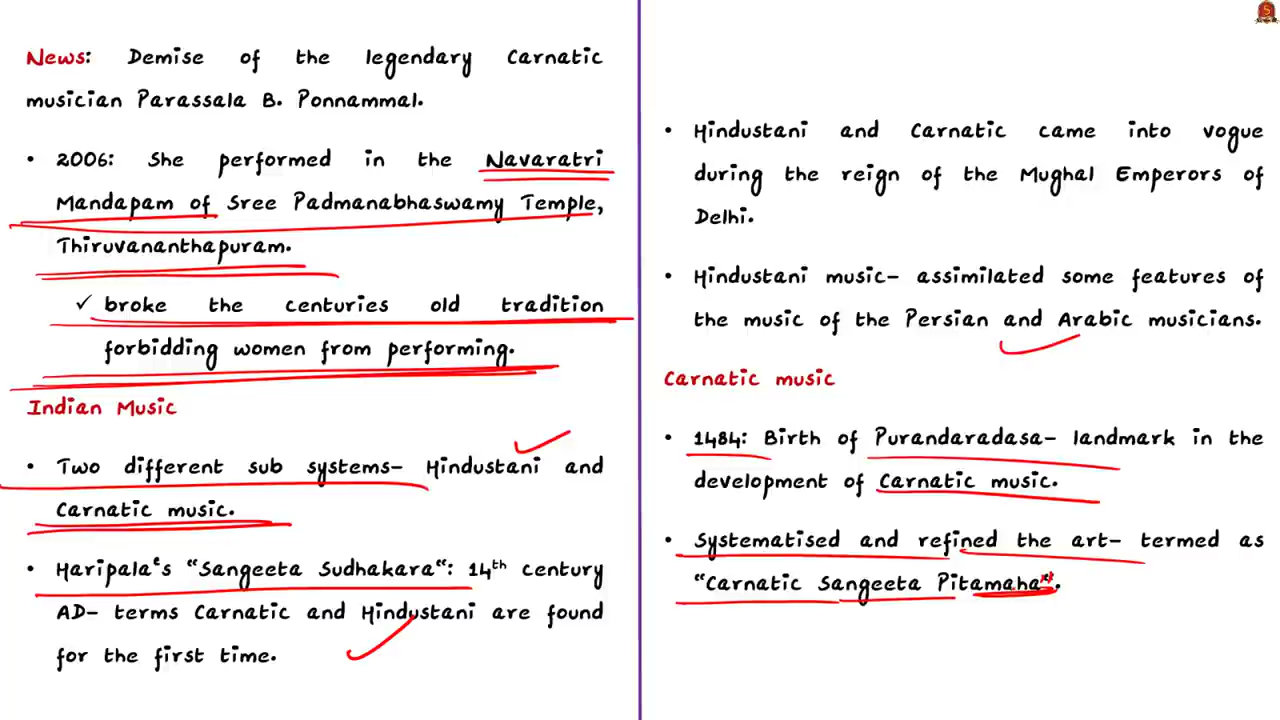 News: Demise of the legendary Carnatic
musician Parassala B. Ponnammal.
• 2006: She performed in the Navaratri
Mandapam of Sree Padmanabhaswamy Temple,
Thiruvananthapuram.
✓ broke the centuries old tradition
forbidding women from performing.
Indian Music
• Two different sub systems- Hindustani and
Carnatic music.
• Haripala's "Sangeeta Sudhakara": 14th century
AD- terms Carnatic and Hindustani are found
for the first time.
• Hindustani and Carnatic came into vogue
during the reign of the Mughal Emperors of
Delhi.
• Hindustani music- assimilated some features of
the music of the Persian and Arabic musicians.
Carnatic music
• 1484: Birth of Purandaradasa- landmark in the
development of Carnatic music.
• Systematised and refined the art- termed as
"Carnatic Sangeeta Pitamaha".